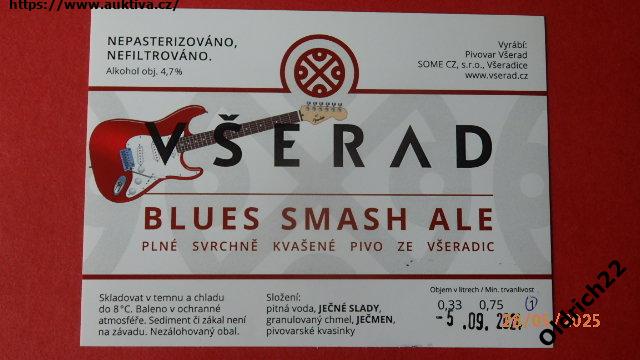 https://www.auktiva.cz/
NEPASTERIZOVÁNO,
NEFILTROVÁNO.
Alkohol obj. 4,7%
Vyrábí:
Pivovar Všerad
SOME CZ, s.r.o., Všeradice
www.vserad.cz
VŠERAD
BLUES SMASH ALE
PLNÉ SVRCHNĚ KVAŠENÉ PIVO ZE VŠERADIC
Skladovat v temnu a chladu
do 8°C. Baleno v ochranné
atmosféře. Sediment či zákal není
na závadu. Nezálohovaný obal.
Složení:
pitná voda, JEČNÉ SLADY,
granulovaný chmel, JEČMEN,
pivovarské kvasinky
Objem v litrech / Min. trvanlivost
0,33 0,75
-5 .09.
2025
oldrich22